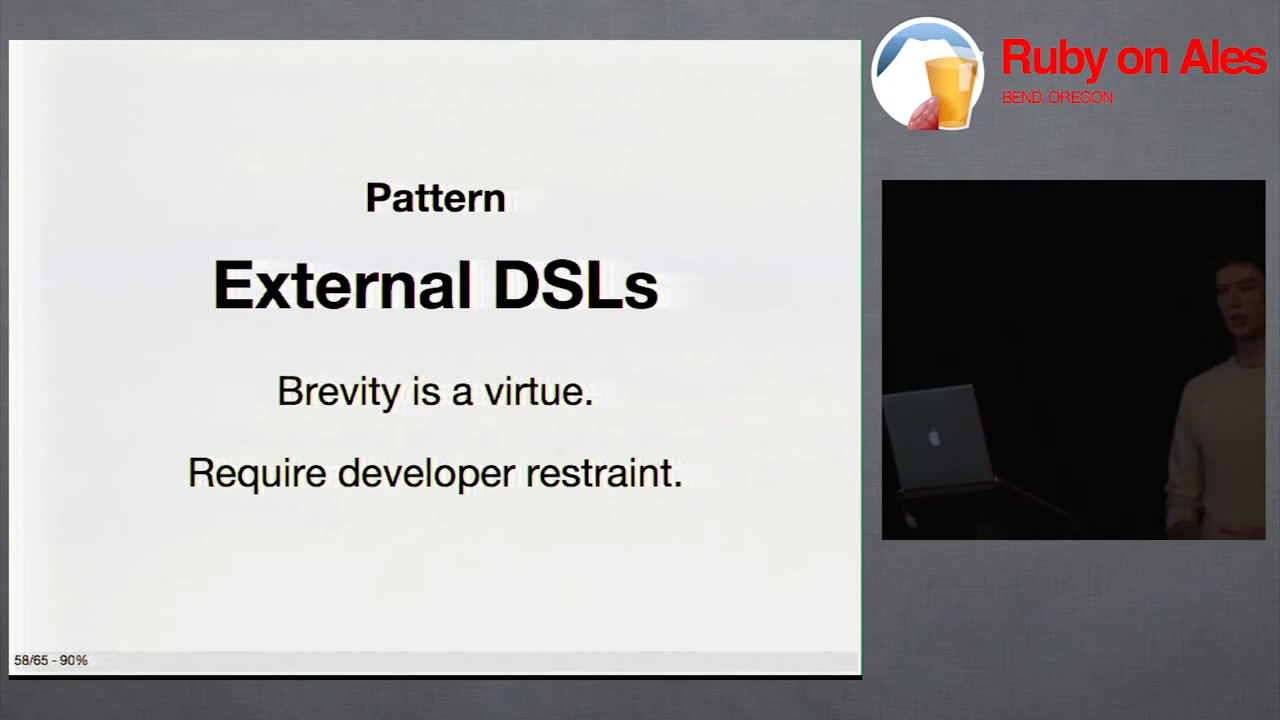 Pattern
External DSLs
Brevity is a virtue.
Require developer restraint.
58/65 - 90%
Ruby on Ales
BEND, OREGON